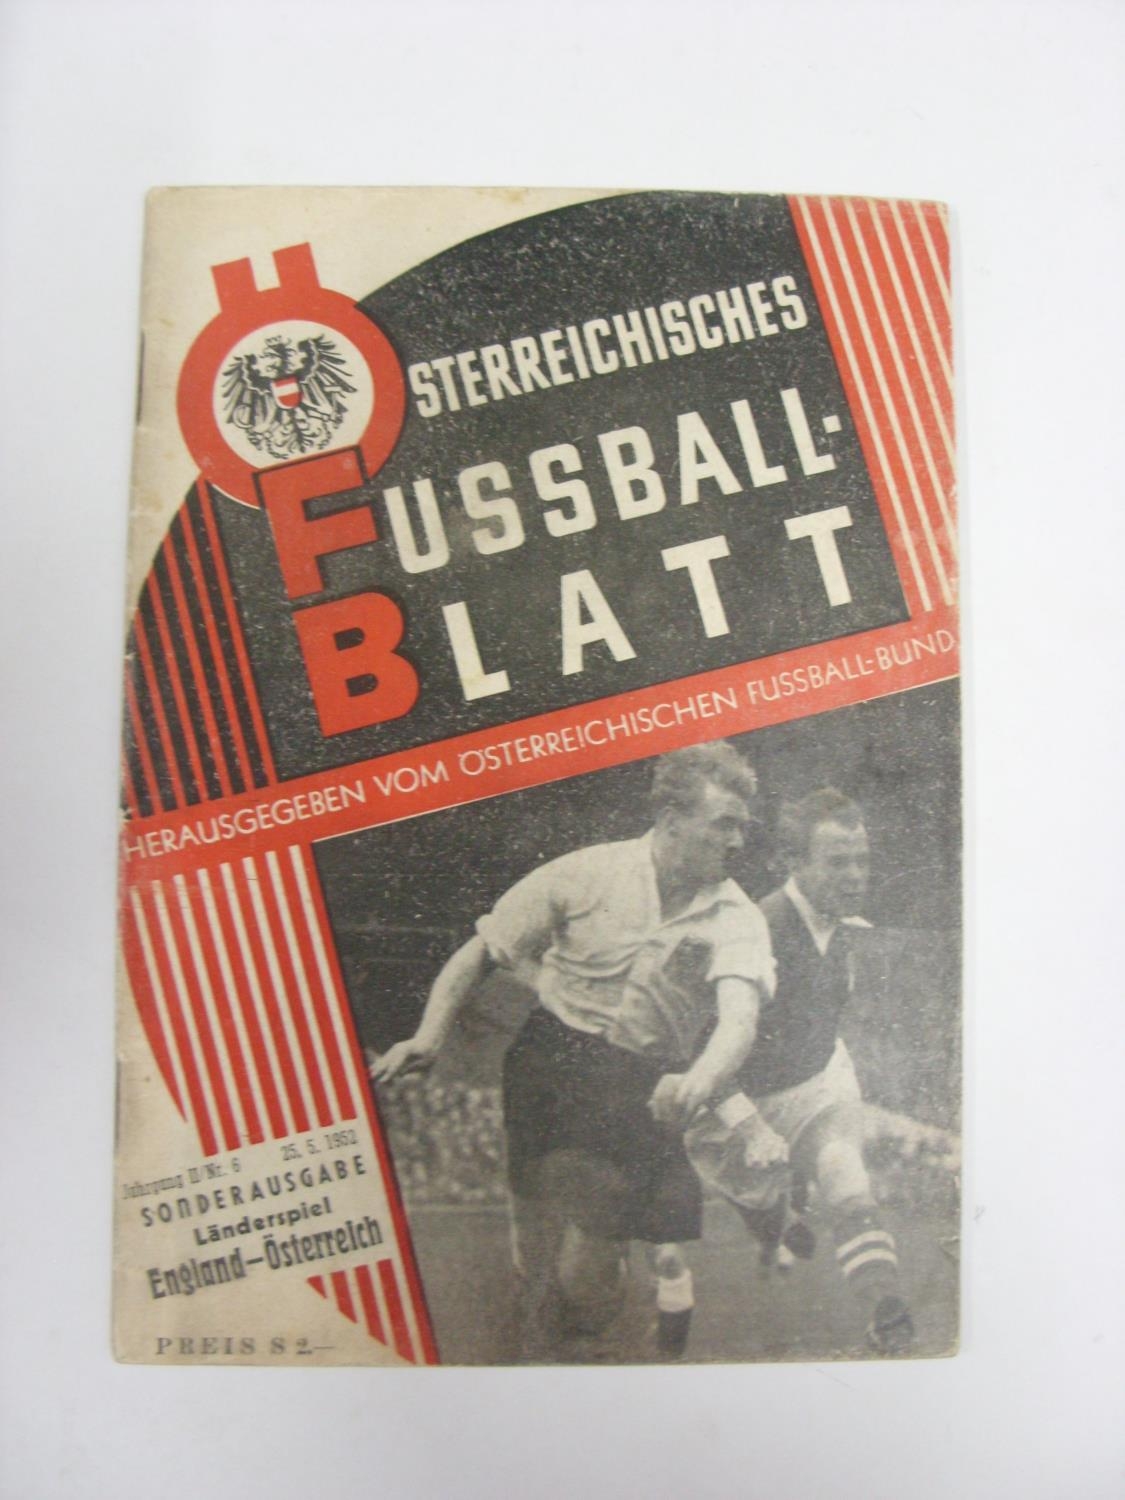 ÖSTERREICHISCHES
FUSSBALL-
BLATT
HERAUSGEGEBEN VOM ÖSTERREICHISCHEN FUSSBALL-BUND
Jahrgang II/Nr. 6 25. 5. 1952
SONDERAUSGABE
Länderspiel
England–Österreich
PREIS S 2.—